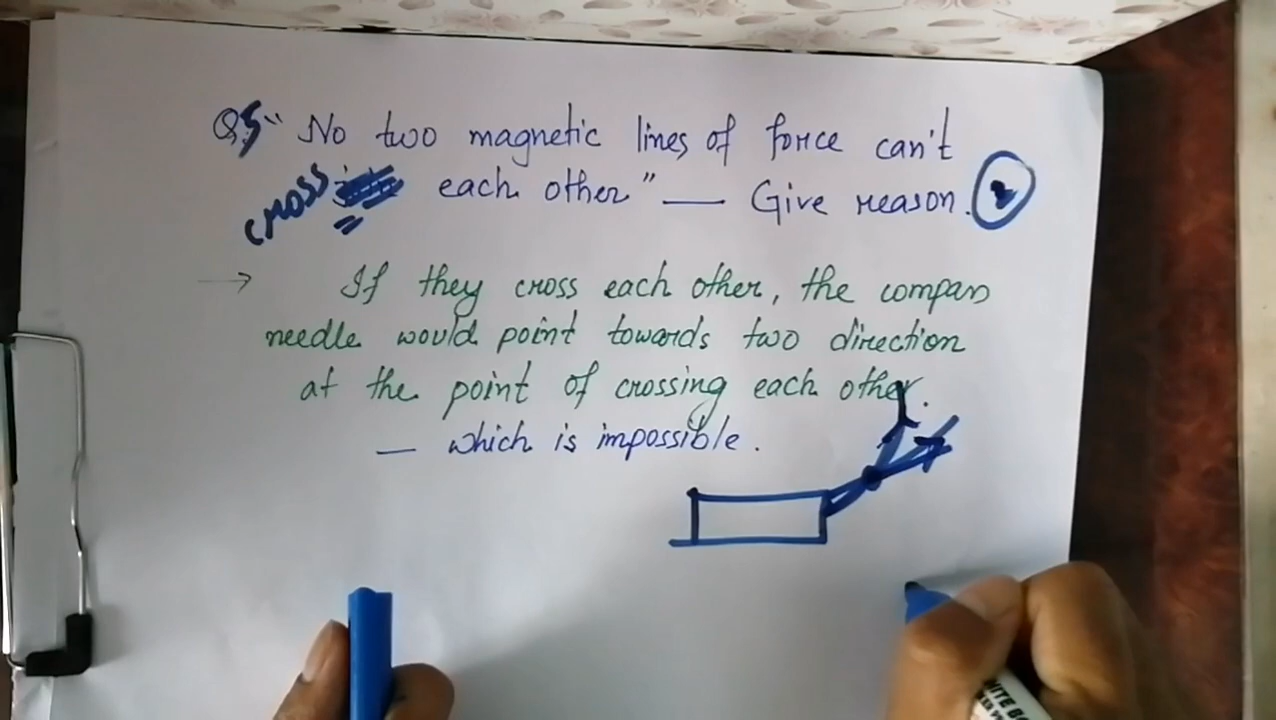 Q.5 "No two magnetic lines of force can't
cross each other" — Give reason.
→ If they cross each other, the compass
needle would point towards two direction
at the point of crossing each other.
— which is impossible.